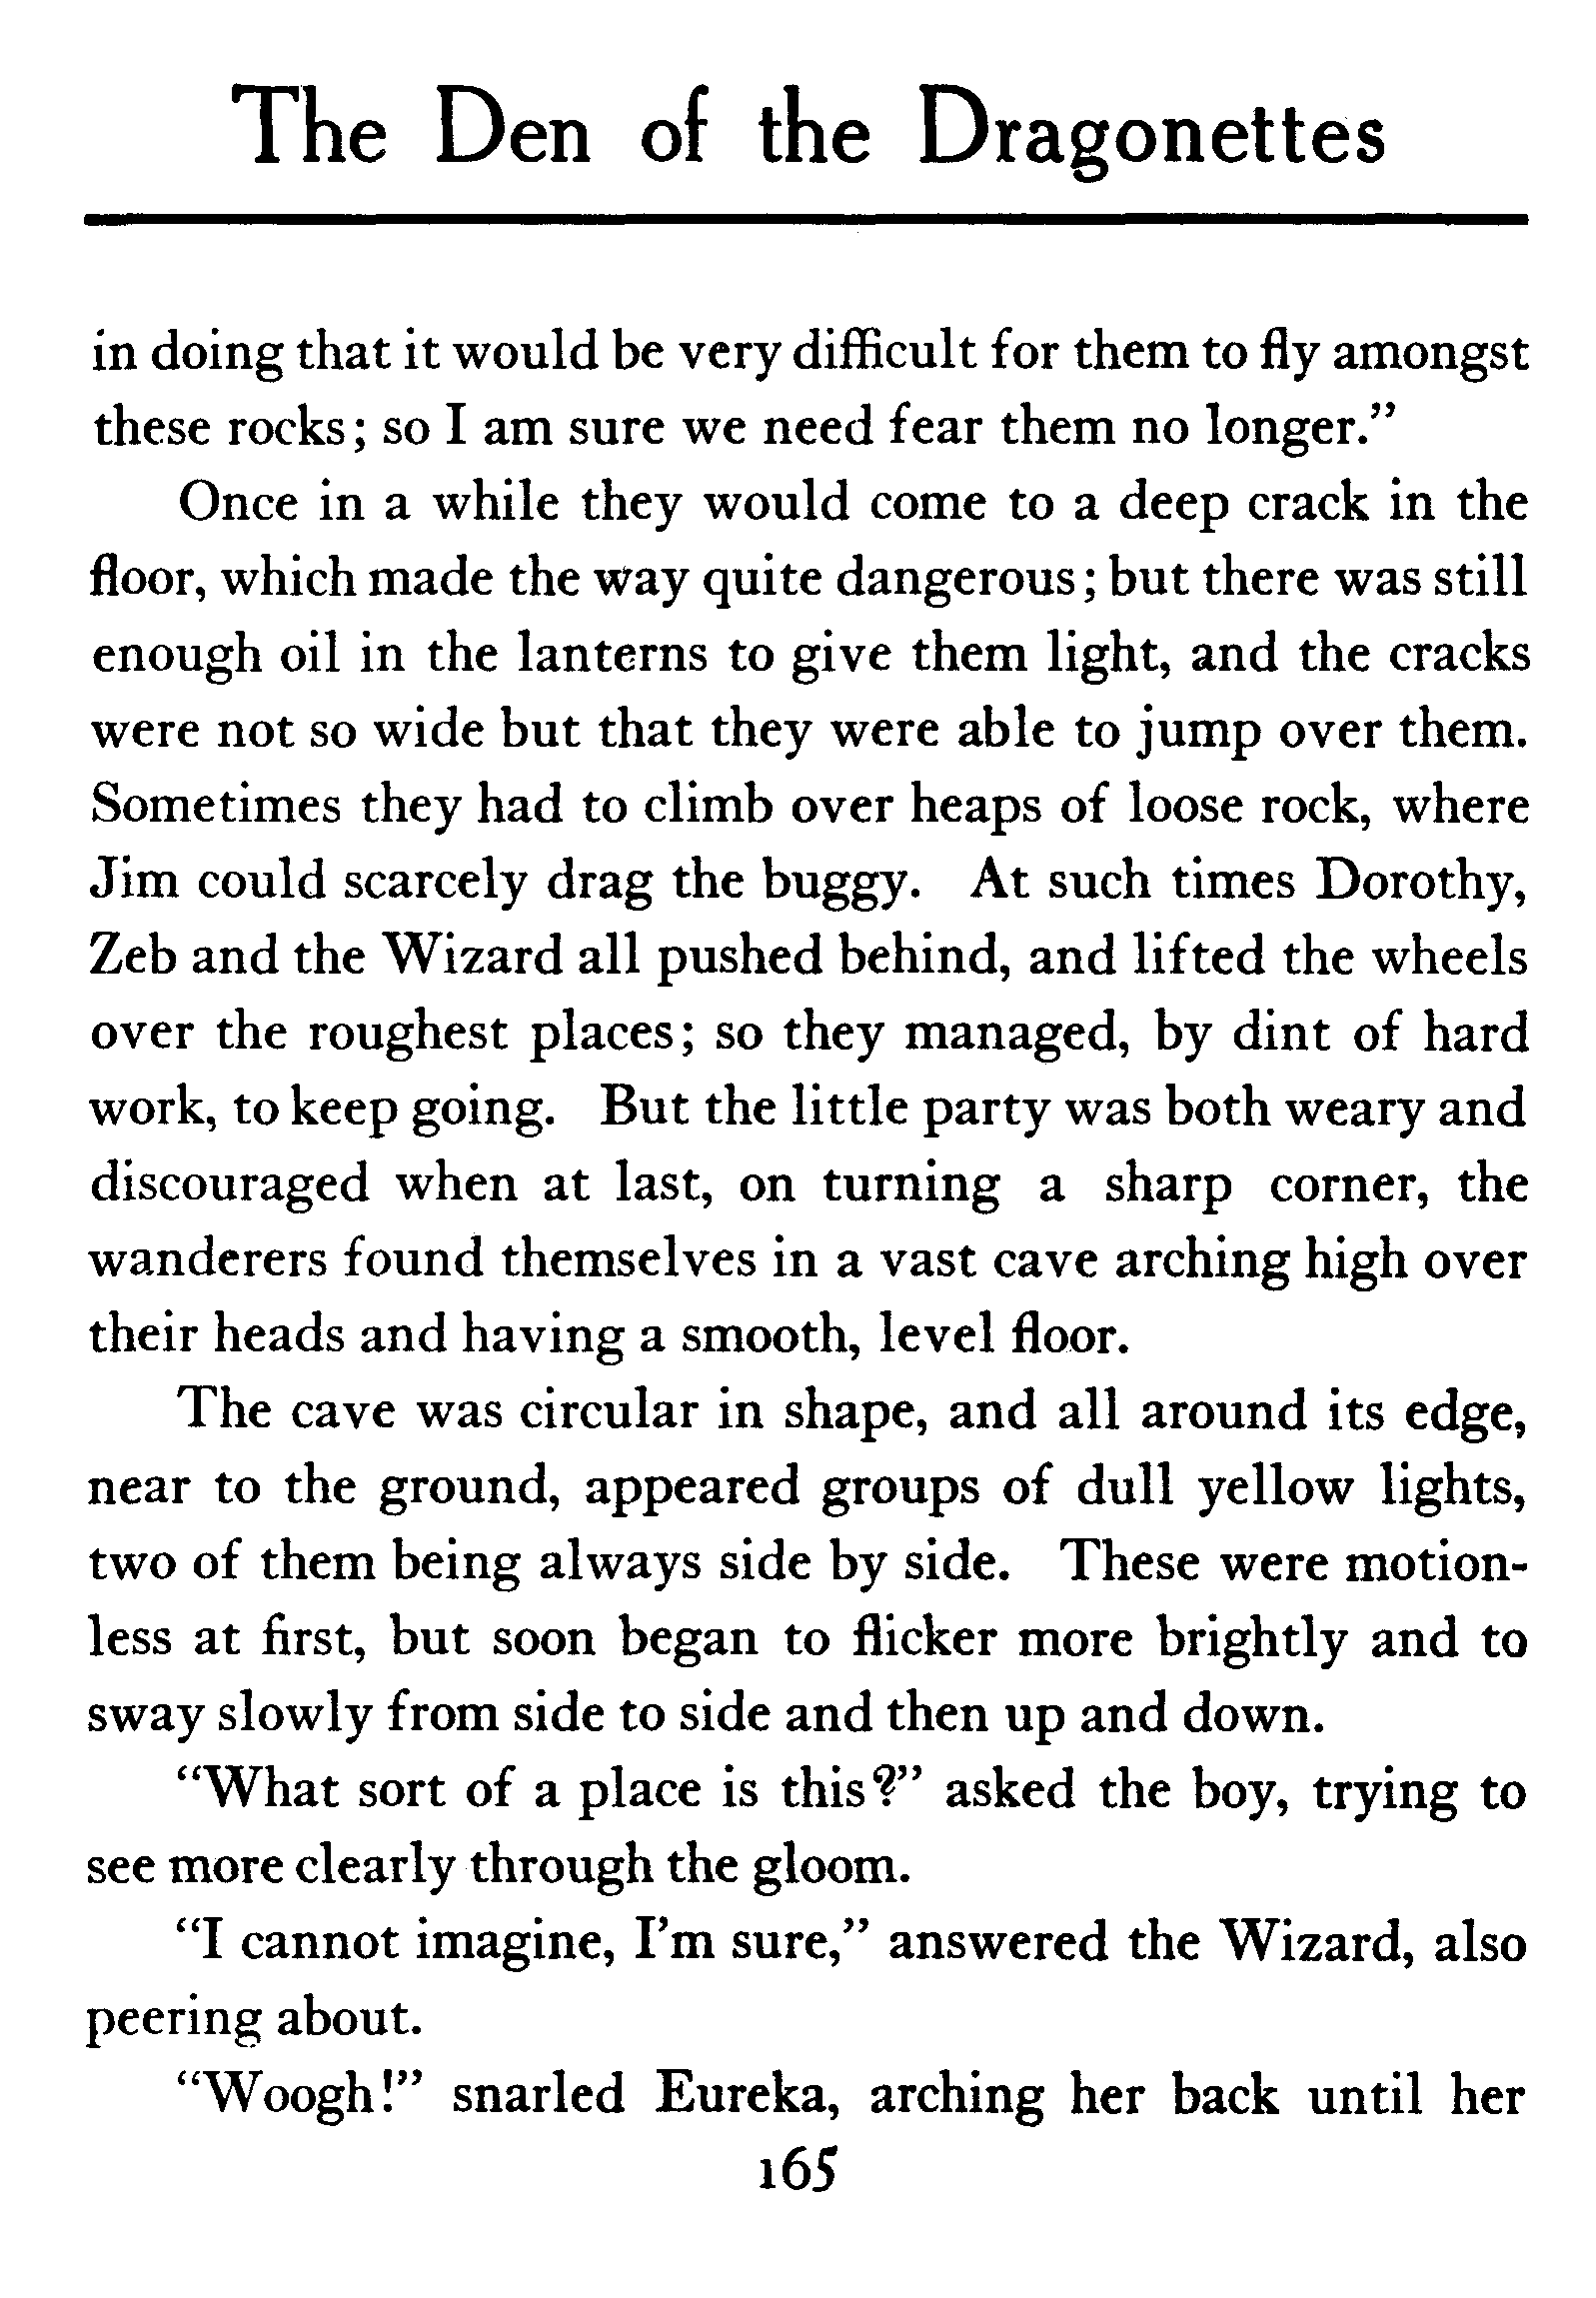 The Den of the Dragonettes
in doing that it would be very difficult for them to fly amongst
these rocks; so I am sure we need fear them no longer.”
Once in a while they would come to a deep crack in the
floor, which made the way quite dangerous; but there was still
enough oil in the lanterns to give them light, and the cracks
were not so wide but that they were able to jump over them.
Sometimes they had to climb over heaps of loose rock, where
Jim could scarcely drag the buggy. At such times Dorothy,
Zeb and the Wizard all pushed behind, and lifted the wheels
over the roughest places; so they managed, by dint of hard
work, to keep going. But the little party was both weary and
discouraged when at last, on turning a sharp corner, the
wanderers found themselves in a vast cave arching high over
their heads and having a smooth, level floor.
The cave was circular in shape, and all around its edge,
near to the ground, appeared groups of dull yellow lights,
two of them being always side by side. These were motion-
less at first, but soon began to flicker more brightly and to
sway slowly from side to side and then up and down.
“What sort of a place is this?” asked the boy, trying to
see more clearly through the gloom.
“I cannot imagine, I’m sure,” answered the Wizard, also
peering about.
“Woogh!” snarled Eureka, arching her back until her
165